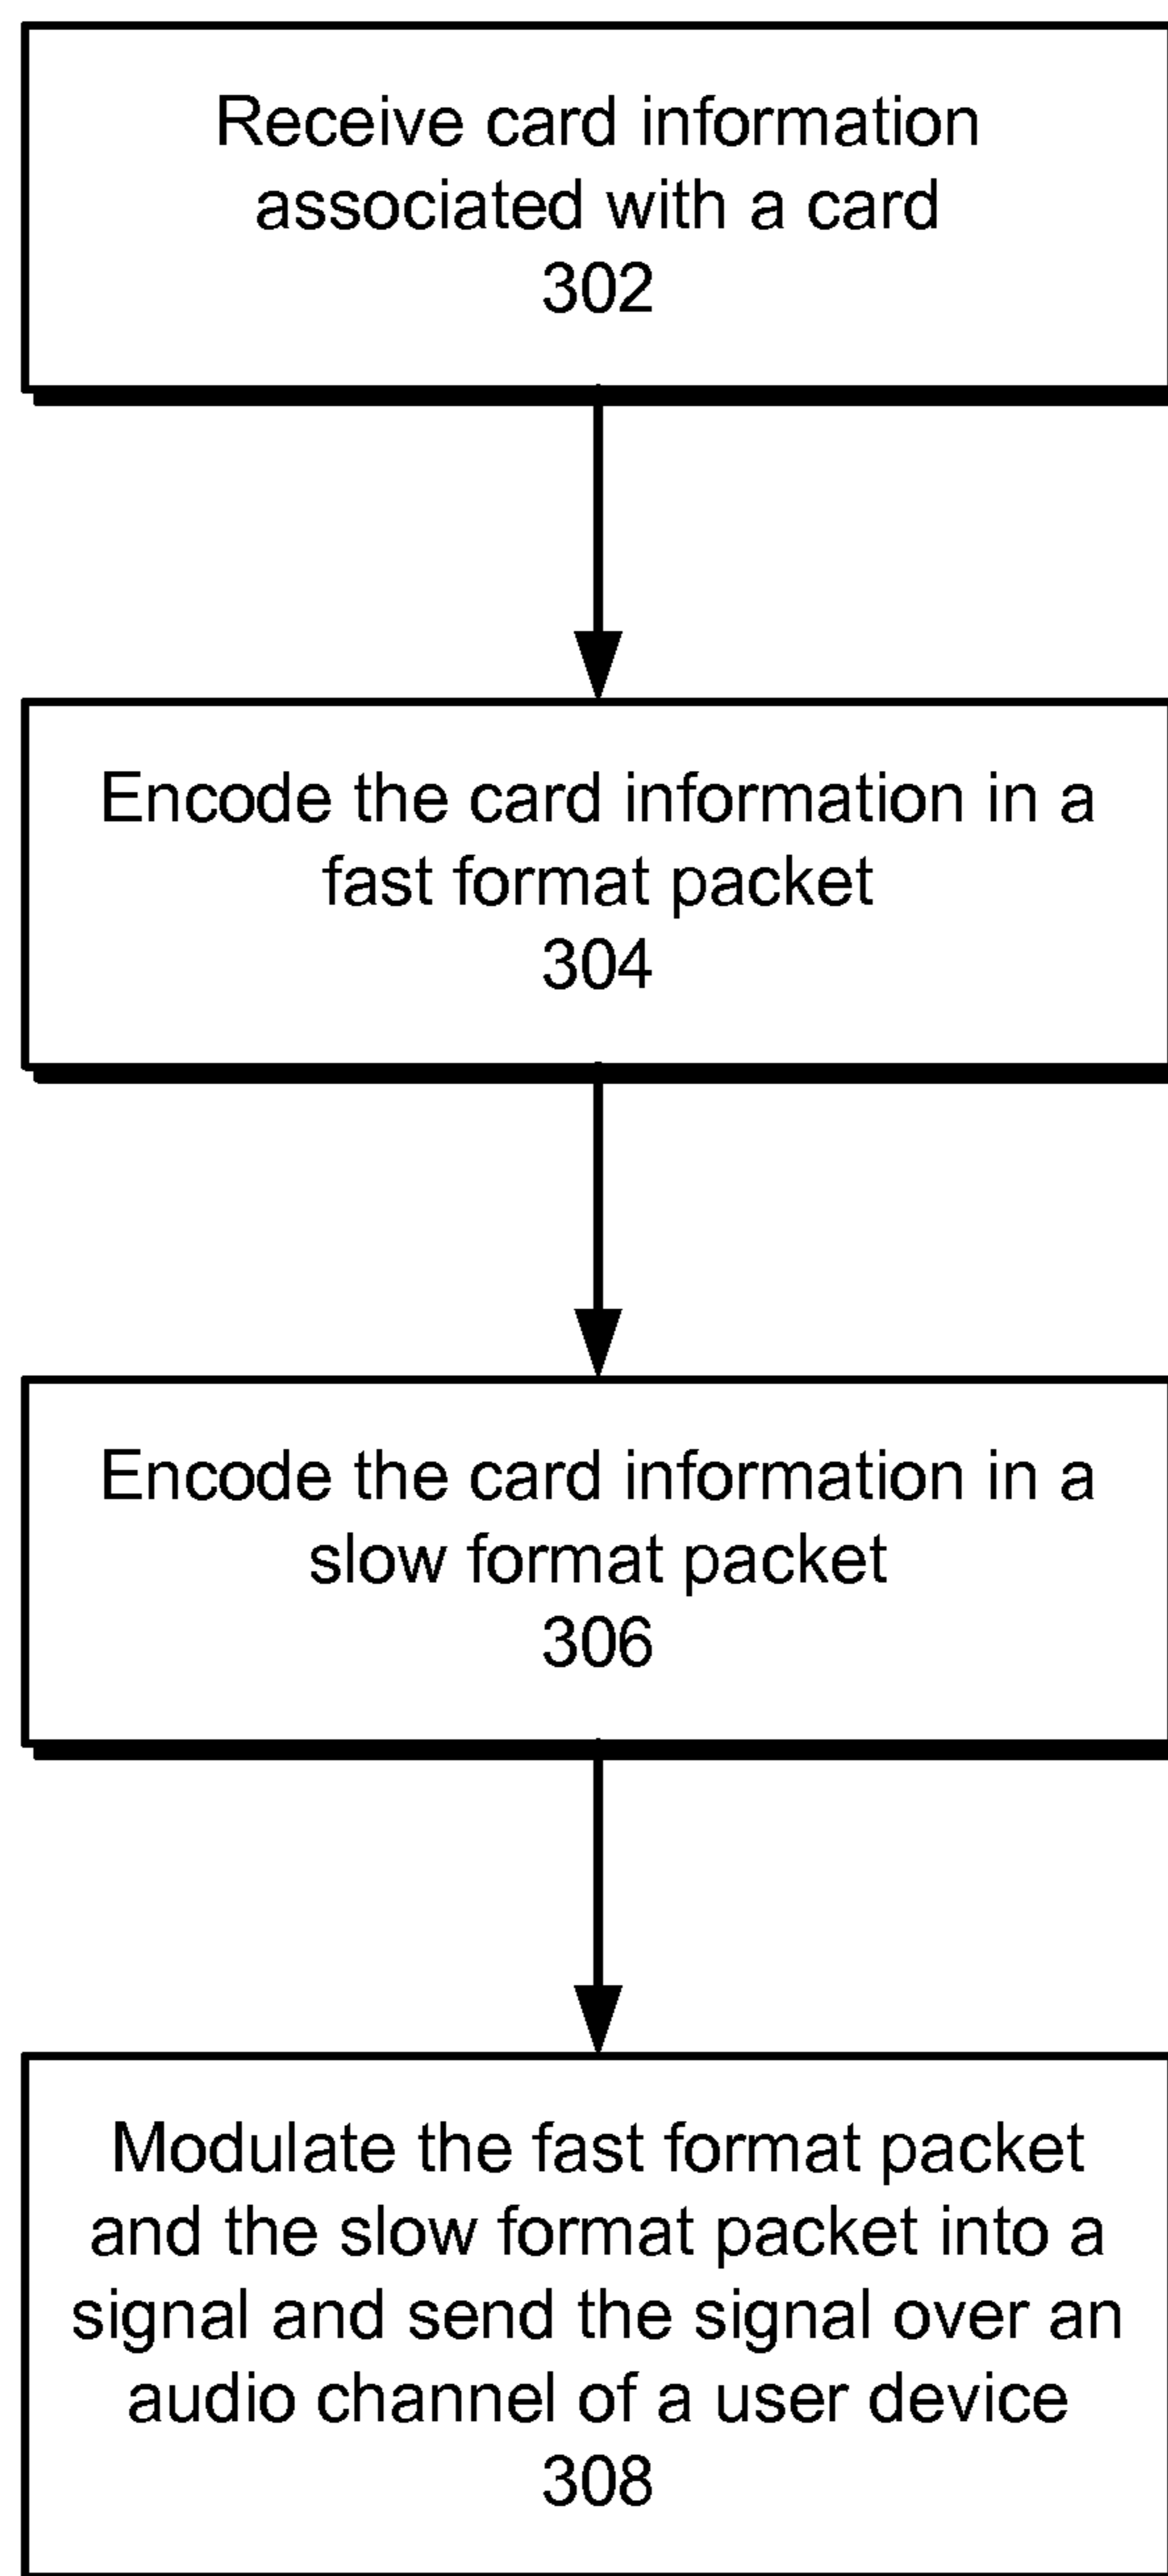 Receive card information
associated with a card
302
Encode the card information in a
fast format packet
304
Encode the card information in a
slow format packet
306
Modulate the fast format packet
and the slow format packet into a
signal and send the signal over an
audio channel of a user device
308